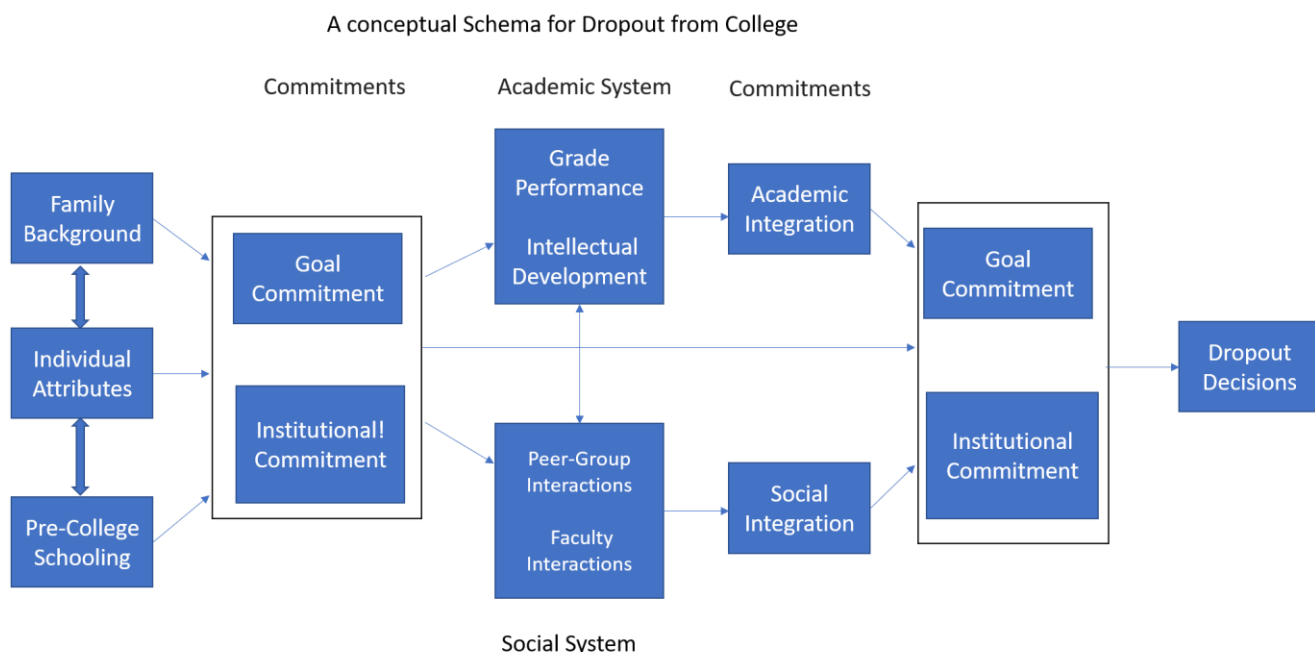 A conceptual Schema for Dropout from College
Commitments
Academic System
Commitments
Family
Background
Individual
Attributes
Pre-College
Schooling
Goal
Commitment
Institutional!
Commitment
Grade
Performance
Intellectual
Development
Peer-Group
Interactions
Faculty
Interactions
Social System
Academic
Integration
Social
Integration
Goal
Commitment
Institutional
Commitment
Dropout
Decisions